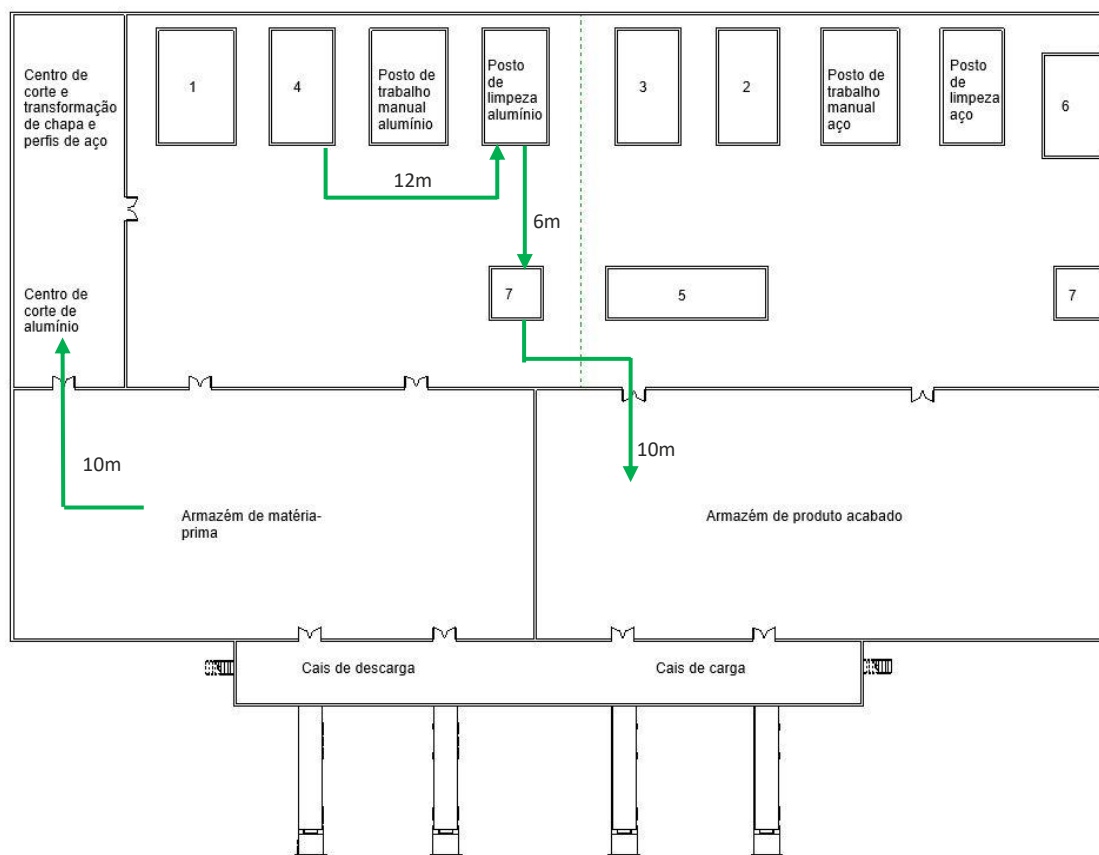 Centro de
corte e
transformação
de chapa e
perfis de aço
1
4
Posto de
trabalho
manual
alumínio
Posto
de
limpeza
alumínio
3
2
Posto de
trabalho
manual
aço
Posto
de
limpeza
aço
6
12m
6m
Centro de
corte de
alumínio
7
5
7
10m
10m
Armazém de matéria-
prima
Armazém de produto acabado
Cais de descarga
Cais de carga